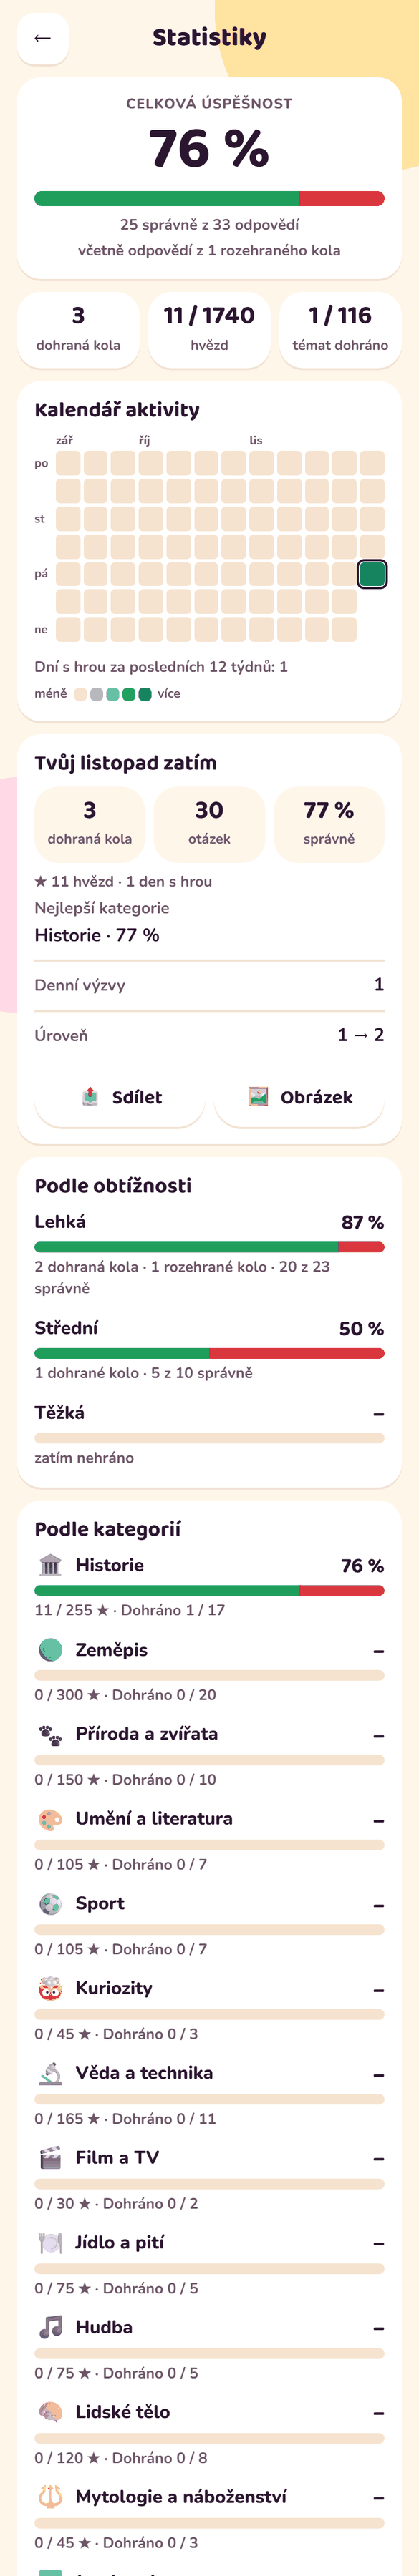 ←
Statistiky
CELKOVÁ ÚSPĚŠNOST
76 %
25 správně z 33 odpovědí
včetně odpovědí z 1 rozehraného kola
3
dohraná kola
11 / 1740
hvězd
1 / 116
témat dohráno
Kalendář aktivity
zář říj lis
po
st
pá
ne
Dní s hrou za posledních 12 týdnů: 1
méně více
Tvůj listopad zatím
3
dohraná kola
30
otázek
77 %
správně
★ 11 hvězd · 1 den s hrou
Nejlepší kategorie
Historie · 77 %
Denní výzvy 1
Úroveň 1 → 2
Sdílet
Obrázek
Podle obtížnosti
Lehká 87 %
2 dohraná kola · 1 rozehrané kolo · 20 z 23
správně
Střední 50 %
1 dohrané kolo · 5 z 10 správně
Těžká –
zatím nehráno
Podle kategorií
Historie 76 %
11 / 255 ★ · Dohráno 1 / 17
Zeměpis –
0 / 300 ★ · Dohráno 0 / 20
Příroda a zvířata –
0 / 150 ★ · Dohráno 0 / 10
Umění a literatura –
0 / 105 ★ · Dohráno 0 / 7
Sport –
0 / 105 ★ · Dohráno 0 / 7
Kuriozity –
0 / 45 ★ · Dohráno 0 / 3
Věda a technika –
0 / 165 ★ · Dohráno 0 / 11
Film a TV –
0 / 30 ★ · Dohráno 0 / 2
Jídlo a pití –
0 / 75 ★ · Dohráno 0 / 5
Hudba –
0 / 75 ★ · Dohráno 0 / 5
Lidské tělo –
0 / 120 ★ · Dohráno 0 / 8
Mytologie a náboženství –
0 / 45 ★ · Dohráno 0 / 3